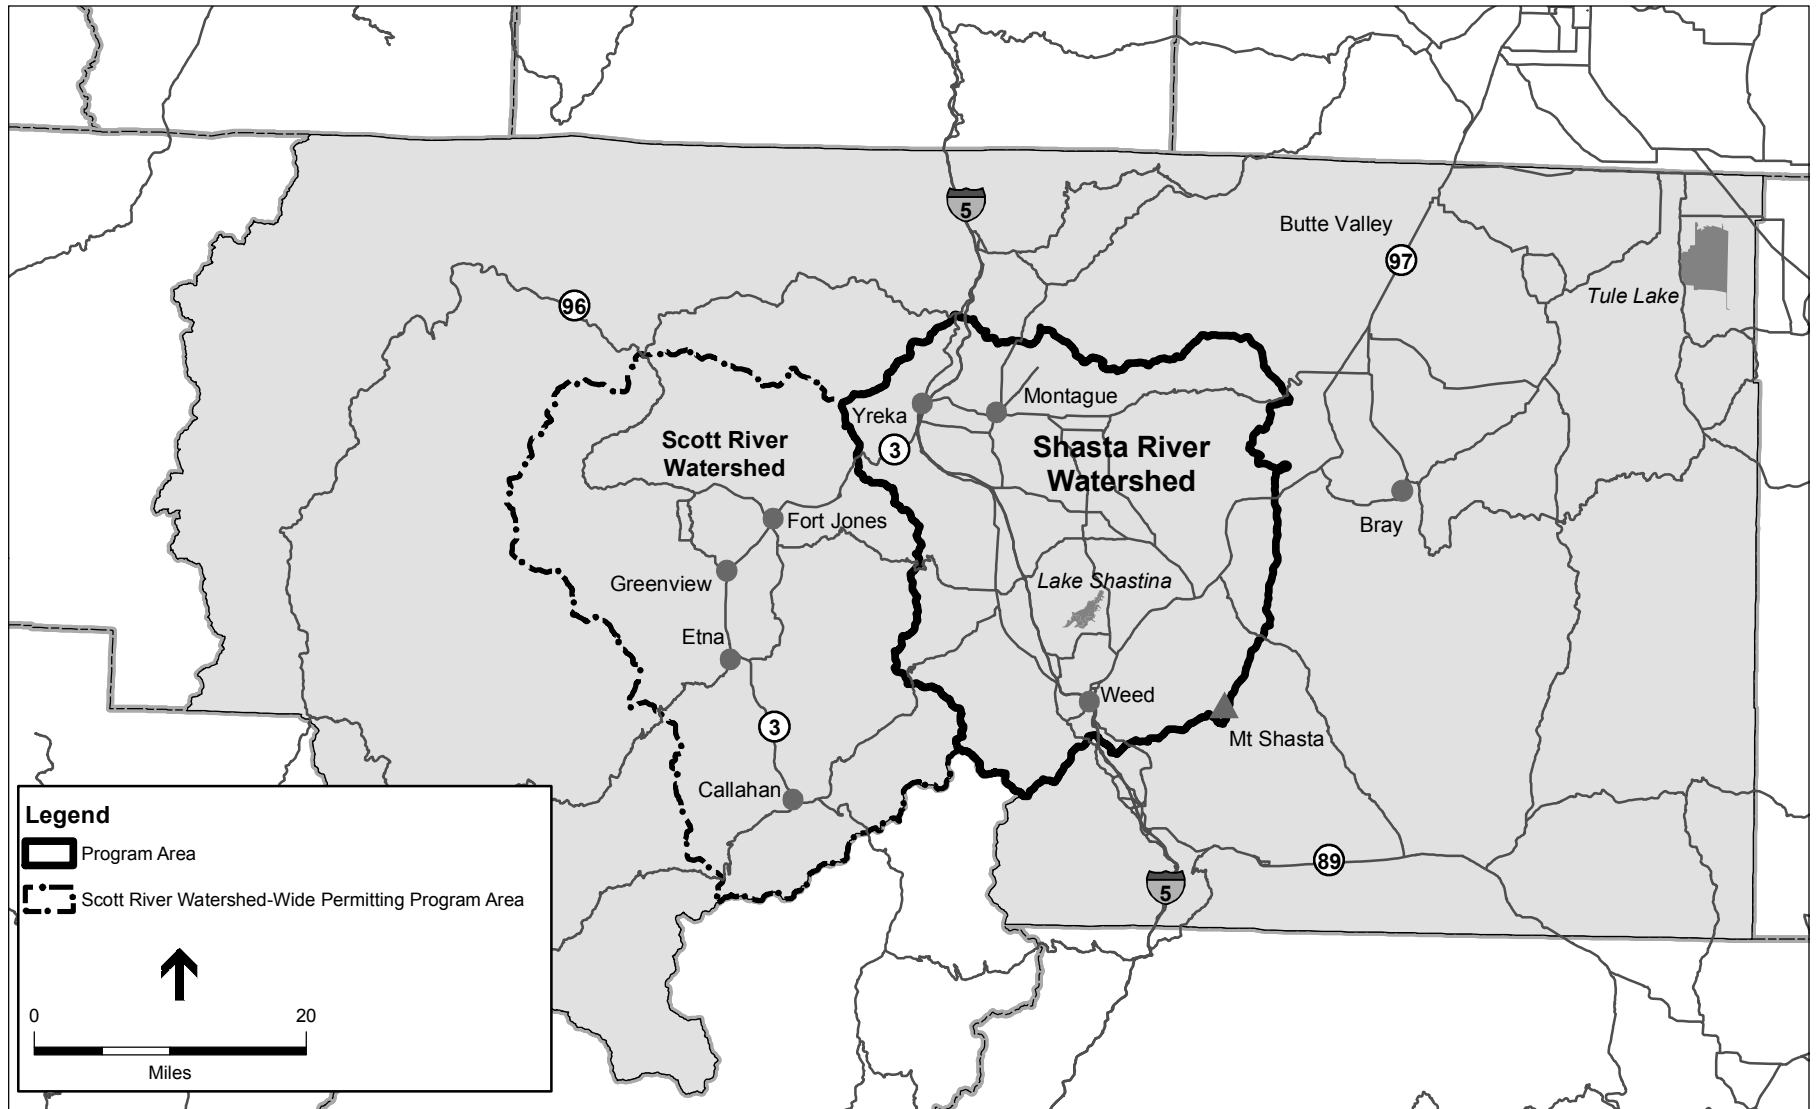 5
Butte Valley
97
Tule Lake
96
Montague
Yreka
3
Scott River
Watershed
Shasta River
Watershed
Fort Jones
Bray
Greenview
Lake Shastina
Etna
Weed
3
Mt Shasta
Callahan
89
5
Legend
Program Area
Scott River Watershed-Wide Permitting Program Area
0 20
Miles